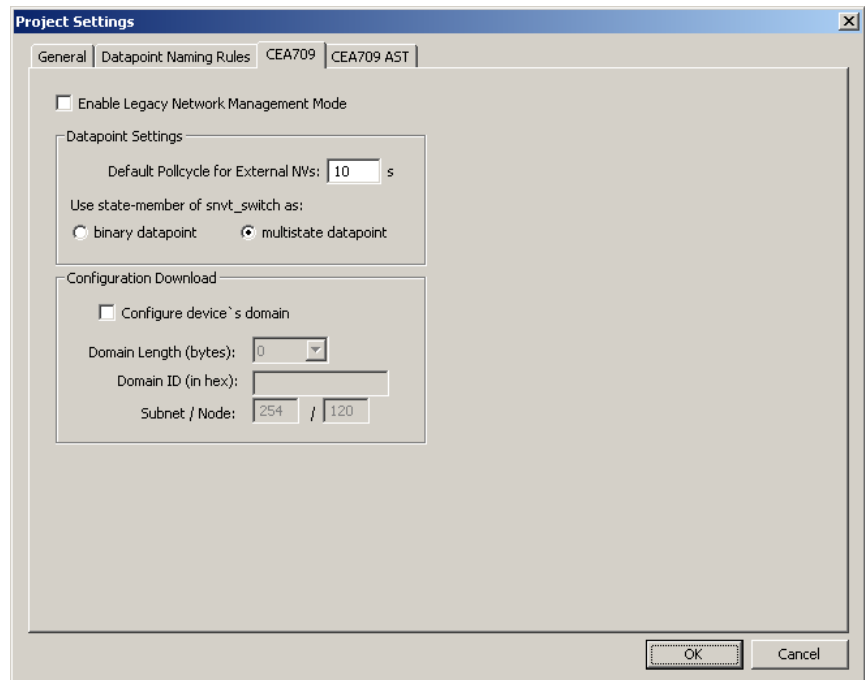 Project Settings
General Datapoint Naming Rules CEA709 CEA709 AST
Enable Legacy Network Management Mode
Datapoint Settings
Default Pollcycle for External NVs: 10 s
Use state-member of snvt_switch as:
binary datapoint multistate datapoint
Configuration Download
Configure device`s domain
Domain Length (bytes): 0
Domain ID (in hex):
Subnet / Node: 254 / 120
OK Cancel